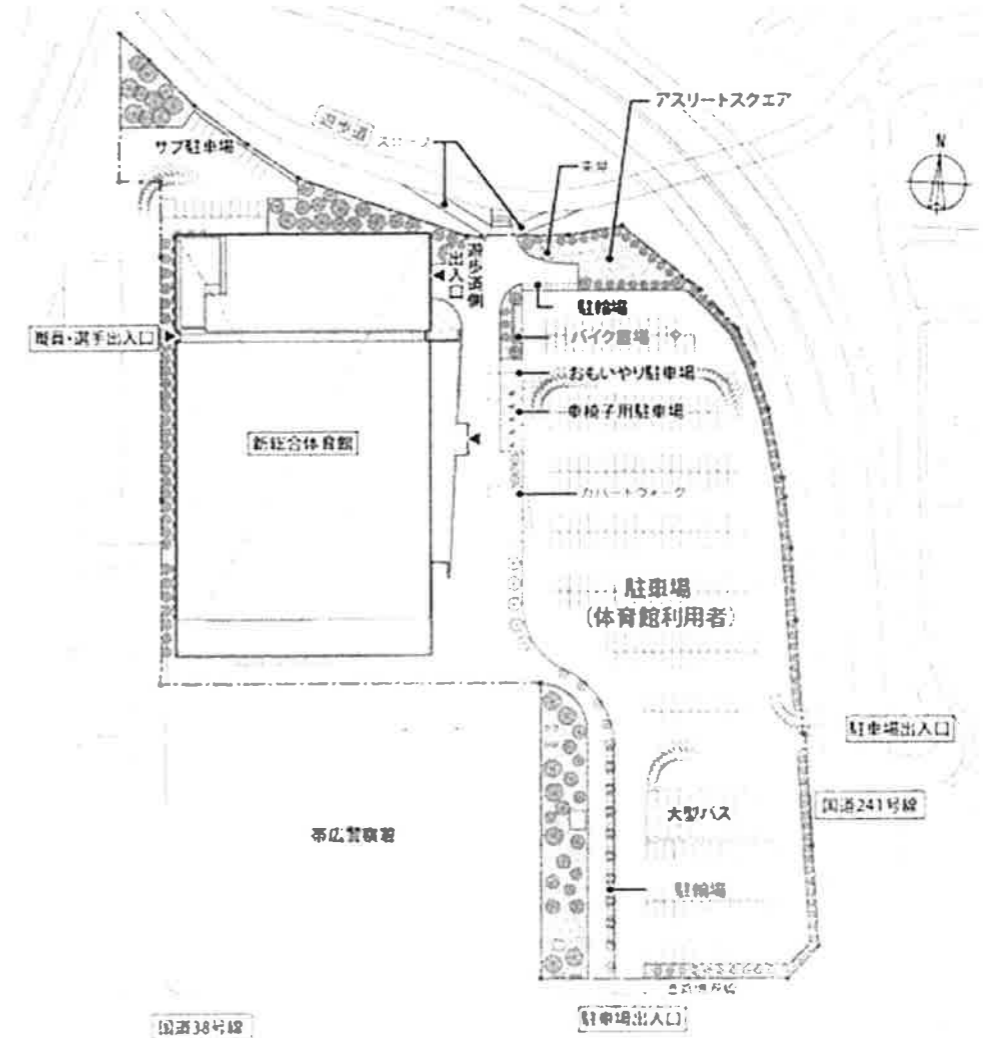 アスリートスクエア
遊歩道
スロープ
サブ駐車場
N
遊歩道側
出入口
駐輪場
バイク置場
職員・選手出入口
おもいやり駐車場
車椅子用駐車場
新総合体育館
カバードウォーク
駐車場
(体育館利用者)
駐車場出入口
国道241号線
大型バス
帯広警察署
駐輪場
駐車場出入口
国道38号線